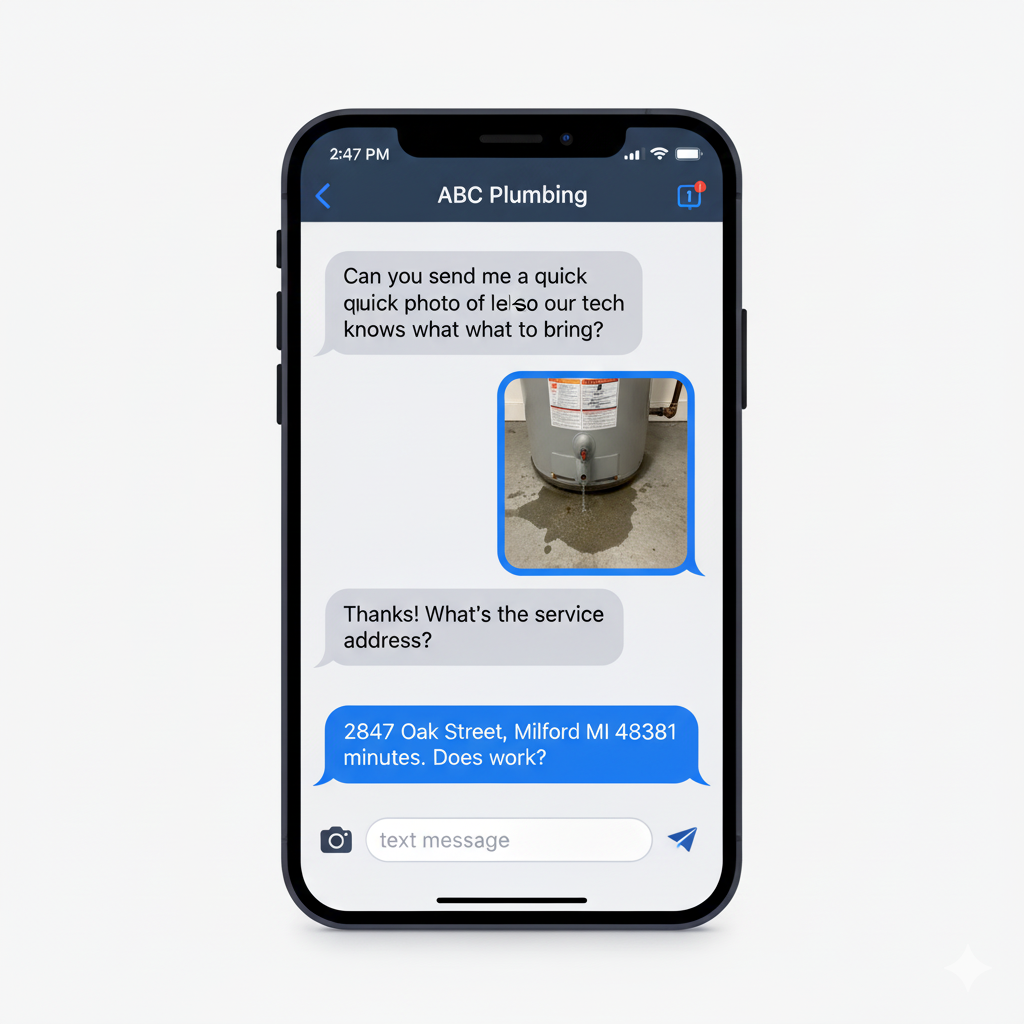 2:47 PM
ABC Plumbing
1
Can you send me a quick
quick photo of so our tech
knows what what to bring?
Thanks! What's the service
address?
2847 Oak Street, Milford MI 48381
minutes. Does work?
text message